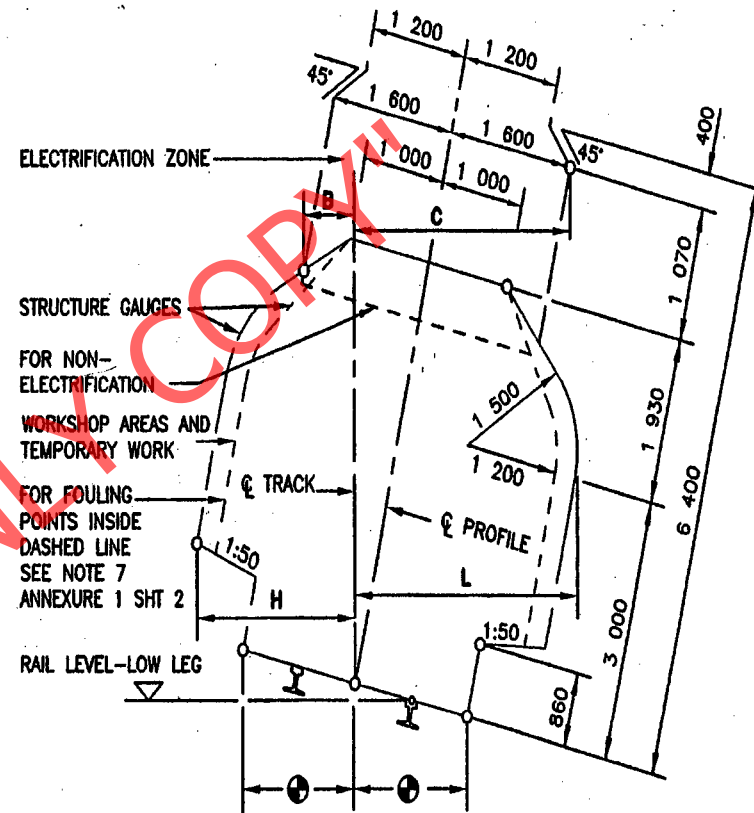 1 200
1 200
45°
1 600
1 600
400
45°
ELECTRIFICATION ZONE
1 000
1 000
B
C
1 070
STRUCTURE GAUGES
FOR NON-
ELECTRIFICATION
1 500
1 930
WORKSHOP AREAS AND
TEMPORARY WORK
1 200
6 400
℄ TRACK
FOR FOULING
POINTS INSIDE
DASHED LINE
SEE NOTE 7
ANNEXURE 1 SHT 2
℄ PROFILE
1:50
H
L
1:50
3 000
RAIL LEVEL-LOW LEG
860
NLY COPY"